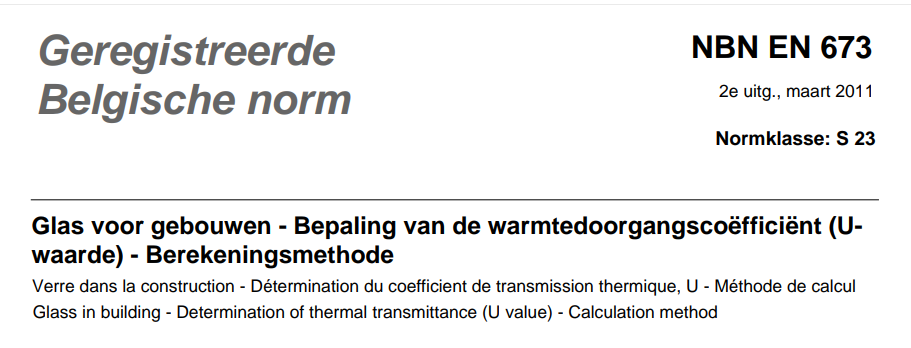 Geregistreerde
Belgische norm
NBN EN 673
2e uitg., maart 2011
Normklasse: S 23
Glas voor gebouwen - Bepaling van de warmtedoorgangscoëfficiënt (U-
waarde) - Berekeningsmethode
Verre dans la construction - Détermination du coefficient de transmission thermique, U - Méthode de calcul
Glass in building - Determination of thermal transmittance (U value) - Calculation method